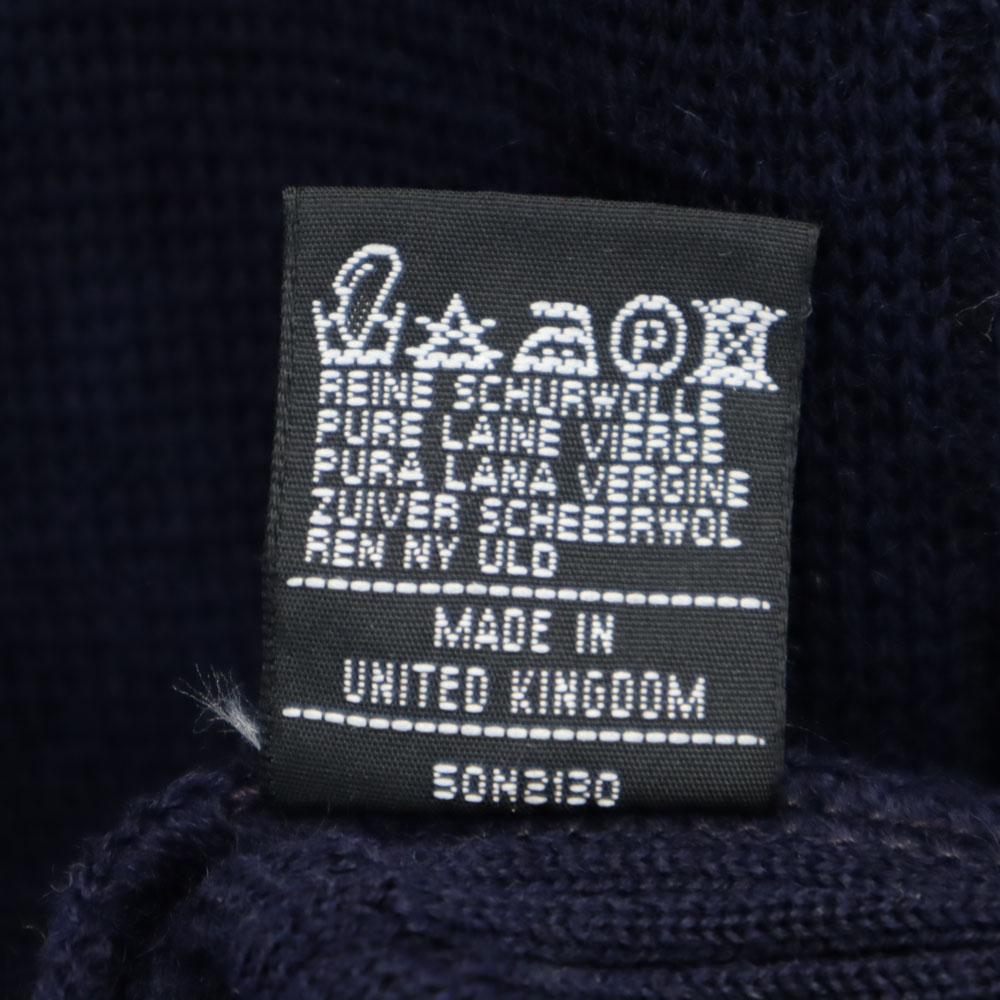 P
REINE SCHURWOLLE
PURE LAINE VIERGE
PURA LANA VERGINE
ZUIVER SCHEEERWOL
REN NY ULD
MADE IN
UNITED KINGDOM
50N2130